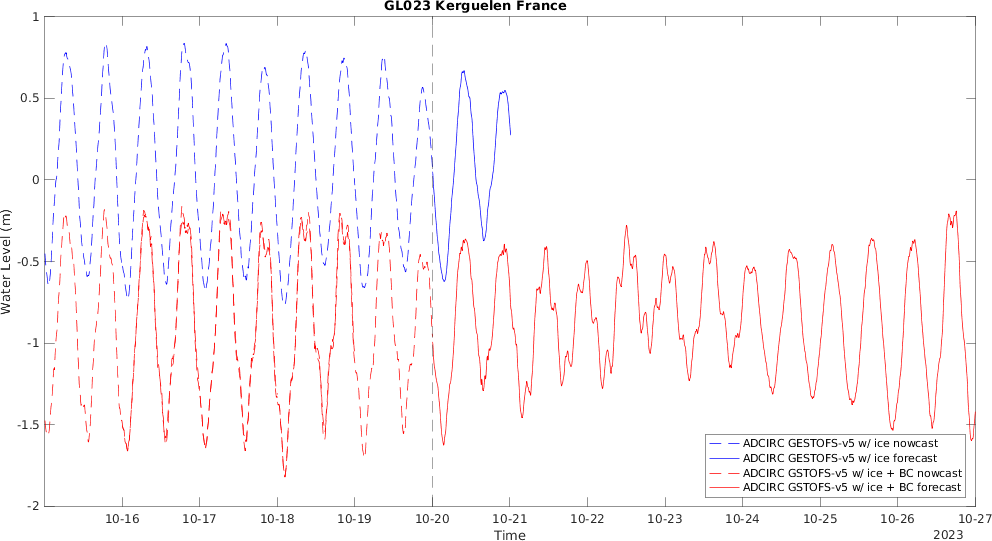 GL023 Kerguelen France
1
0.5
0
-0.5
-1
-1.5
-2
Water Level (m)
10-16 10-17 10-18 10-19 10-20 10-21 10-22 10-23 10-24 10-25 10-26 10-27
Time
2023
ADCIRC GESTOFS-v5 w/ ice nowcast
ADCIRC GESTOFS-v5 w/ ice forecast
ADCIRC GSTOFS-v5 w/ ice + BC nowcast
ADCIRC GSTOFS-v5 w/ ice + BC forecast